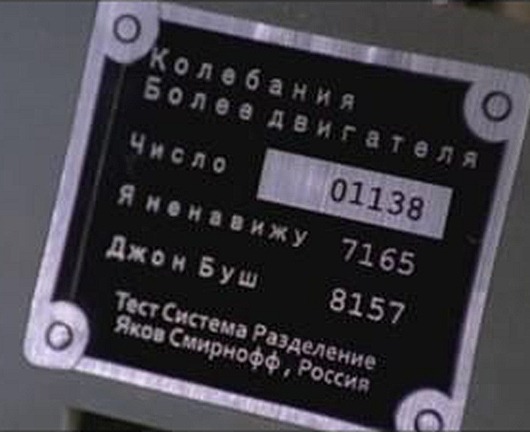 Колебания
Более двигателя
Число 01138
Я ненавижу 7165
Джон Буш 8157
Тест Система Разделение
Яков Смирнофф, Россия